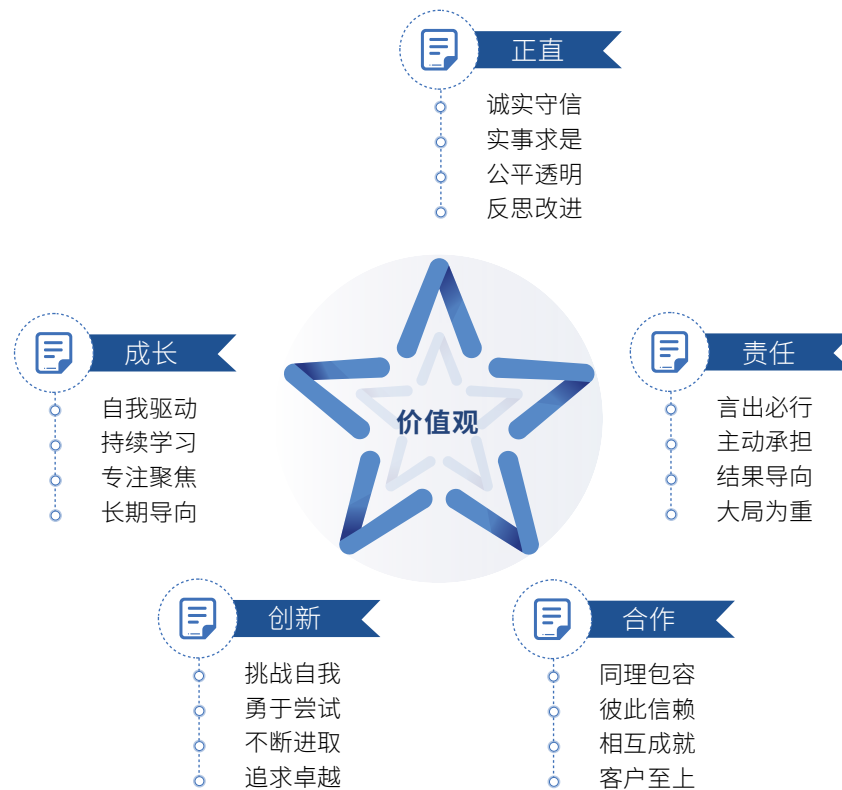 正直
诚实守信
实事求是
公平透明
反思改进
成长
自我驱动
持续学习
专注聚焦
长期导向
价值观
责任
言出必行
主动承担
结果导向
大局为重
创新
挑战自我
勇于尝试
不断进取
追求卓越
合作
同理包容
彼此信赖
相互成就
客户至上